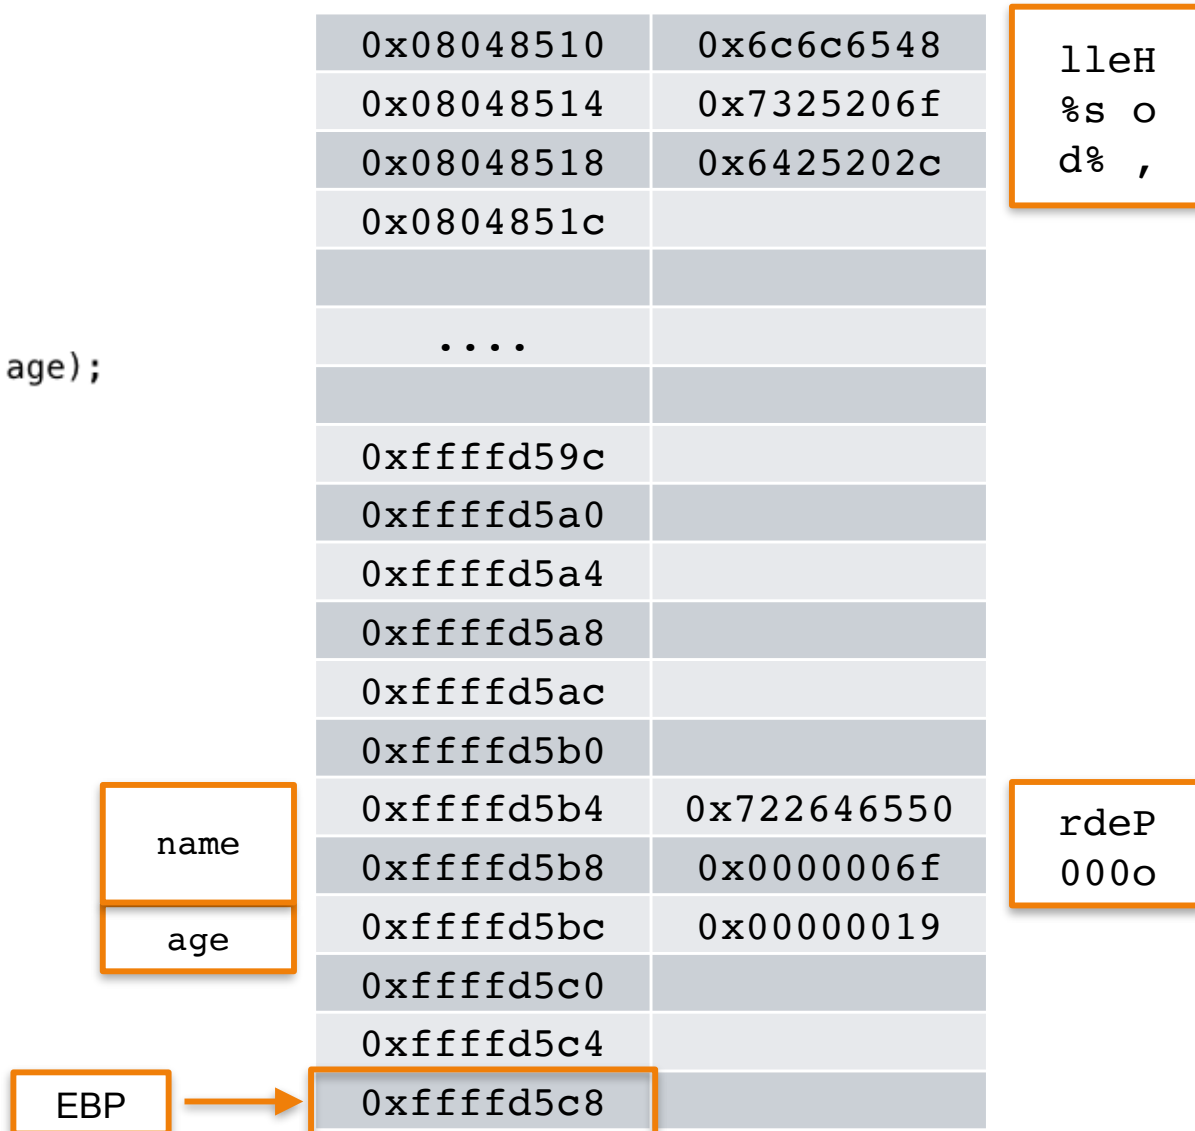 0x08048510 0x6c6c6548
lleH
0x08048514 0x7325206f
%s o
0x08048518 0x6425202c
d% ,
0x0804851c
....
age);
0xffffd59c
0xffffd5a0
0xffffd5a4
0xffffd5a8
0xffffd5ac
0xffffd5b0
name
0xffffd5b4 0x722646550
rdeP
0xffffd5b8 0x0000006f
000o
age
0xffffd5bc 0x00000019
0xffffd5c0
0xffffd5c4
EBP
0xffffd5c8